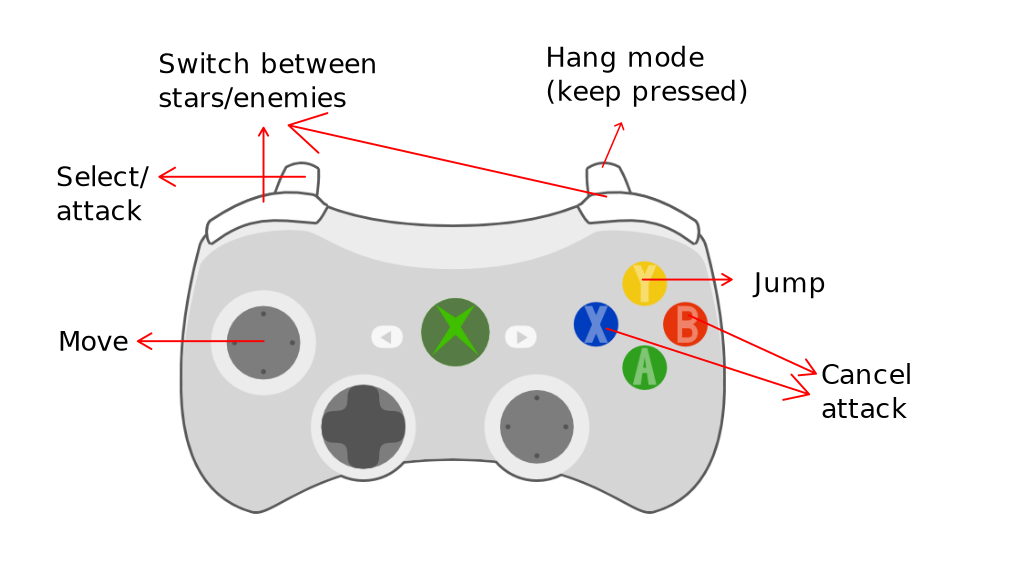 Switch between
stars/enemies
Hang mode
(keep pressed)
Select/
attack
Jump
Move
Cancel
attack
Y
X
B
A